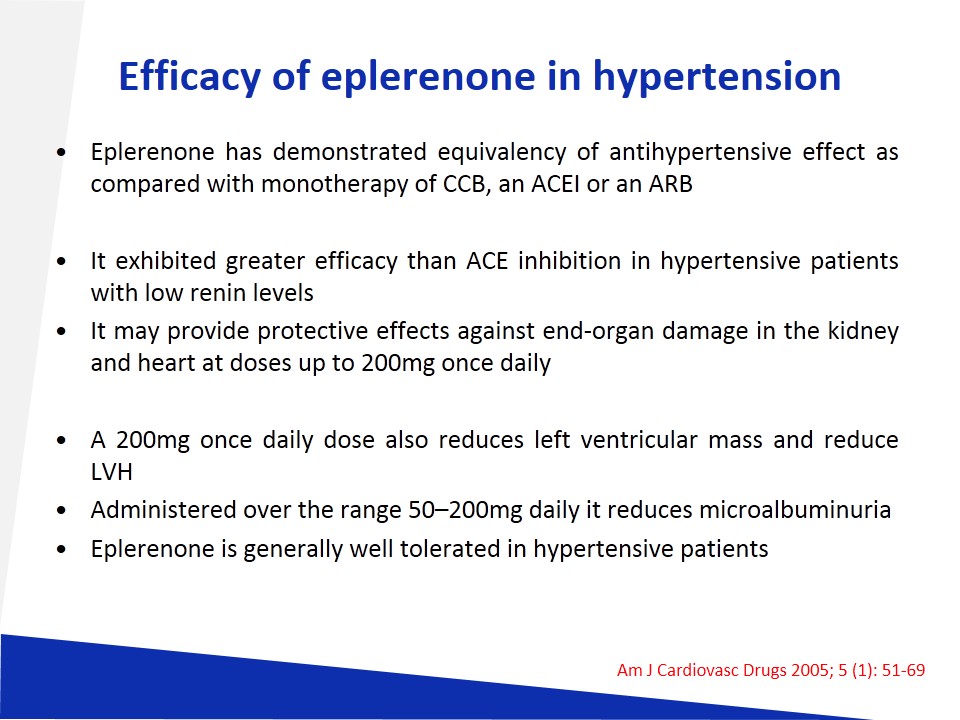 Efficacy of eplerenone in hypertension
• Eplerenone has demonstrated equivalency of antihypertensive effect as
compared with monotherapy of CCB, an ACEI or an ARB
• It exhibited greater efficacy than ACE inhibition in hypertensive patients
with low renin levels
• It may provide protective effects against end-organ damage in the kidney
and heart at doses up to 200mg once daily
• A 200mg once daily dose also reduces left ventricular mass and reduce
LVH
• Administered over the range 50–200mg daily it reduces microalbuminuria
• Eplerenone is generally well tolerated in hypertensive patients
Am J Cardiovasc Drugs 2005; 5 (1): 51-69